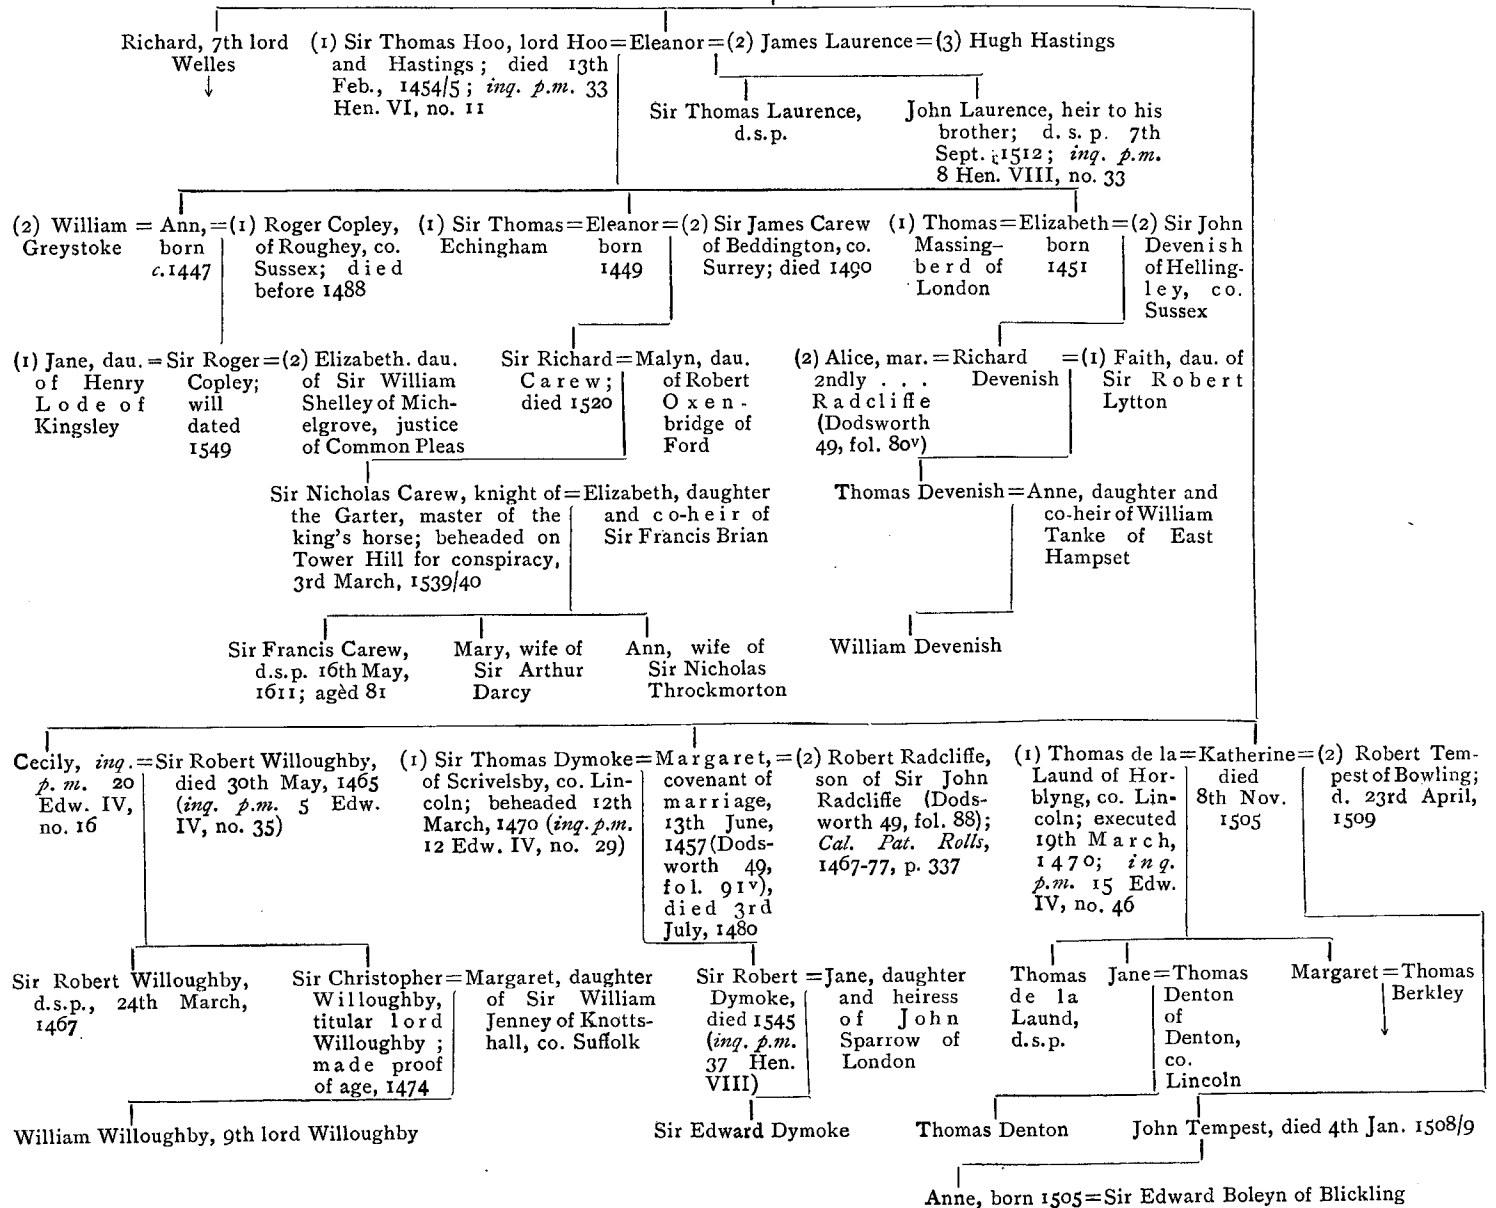 Richard, 7th lord
Welles
(1) Sir Thomas Hoo, lord Hoo = Eleanor = (2) James Laurence = (3) Hugh Hastings
and Hastings; died 13th
Feb., 1454/5; inq. p.m. 33
Hen. VI, no. 11
Sir Thomas Laurence,
d.s.p.
John Laurence, heir to his
brother; d. s. p. 7th
Sept. 1512; inq. p.m.
8 Hen. VIII, no. 33
(2) William = Ann, = (1) Roger Copley,
Greystoke
born
c.1447
of Roughey, co.
Sussex; died
before 1488
(1) Sir Thomas = Eleanor = (2) Sir James Carew
Echingham
born
1449
of Beddington, co.
Surrey; died 1490
(1) Thomas = Elizabeth = (2) Sir John
Massing-
berd of
London
born
1451
Devenish
of Helling-
ley, co.
Sussex
(1) Jane, dau. = Sir Roger = (2) Elizabeth. dau.
of Henry
Lode of
Kingsley
Copley;
will
dated
1549
of Sir William
Shelley of Mich-
elgrove, justice
of Common Pleas
Sir Richard = Malyn, dau.
Carew;
died 1520
of Robert
Oxen-
bridge of
Ford
(2) Alice, mar. = Richard = (1) Faith, dau. of
2ndly . . .
Radcliffe
(Dodsworth
49, fol. 80v)
Devenish
Sir Robert
Lytton
Sir Nicholas Carew, knight of = Elizabeth, daughter
the Garter, master of the
king's horse; beheaded on
Tower Hill for conspiracy,
3rd March, 1539/40
and co-heir of
Sir Francis Brian
Thomas Devenish = Anne, daughter and
co-heir of William
Tanke of East
Hampset
Sir Francis Carew,
d.s.p. 16th May,
1611; agèd 81
Mary, wife of
Sir Arthur
Darcy
Ann, wife of
Sir Nicholas
Throckmorton
William Devenish
Cecily, inq. = Sir Robert Willoughby,
p. m. 20
Edw. IV,
no. 16
died 30th May, 1465
(inq. p.m. 5 Edw.
IV, no. 35)
(1) Sir Thomas Dymoke = Margaret, = (2) Robert Radcliffe,
of Scrivelsby, co. Lin-
coln; beheaded 12th
March, 1470 (inq. p.m.
12 Edw. IV, no. 29)
covenant of
marriage,
13th June,
1457 (Dods-
worth 49,
fol. 91v),
died 3rd
July, 1480
son of Sir John
Radcliffe (Dods-
worth 49, fol. 88);
Cal. Pat. Rolls,
1467-77, p. 337
(1) Thomas de la = Katherine = (2) Robert Tem-
Laund of Hor-
blyng, co. Lin-
coln; executed
19th March,
1470; inq.
p.m. 15 Edw.
IV, no. 46
died
8th Nov.
1505
pest of Bowling;
d. 23rd April,
1509
Sir Robert Willoughby,
d.s.p., 24th March,
1467
Sir Christopher = Margaret, daughter
Willoughby,
titular lord
Willoughby;
made proof
of age, 1474
of Sir William
Jenney of Knotts-
hall, co. Suffolk
Sir Robert = Jane, daughter
Dymoke,
died 1545
(inq. p.m.
37 Hen.
VIII)
and heiress
of John
Sparrow of
London
Thomas
de la
Laund,
d.s.p.
Jane = Thomas
Denton
of
Denton,
co.
Lincoln
Margaret = Thomas
Berkley
William Willoughby, 9th lord Willoughby
Sir Edward Dymoke
Thomas Denton
John Tempest, died 4th Jan. 1508/9
Anne, born 1505 = Sir Edward Boleyn of Blickling